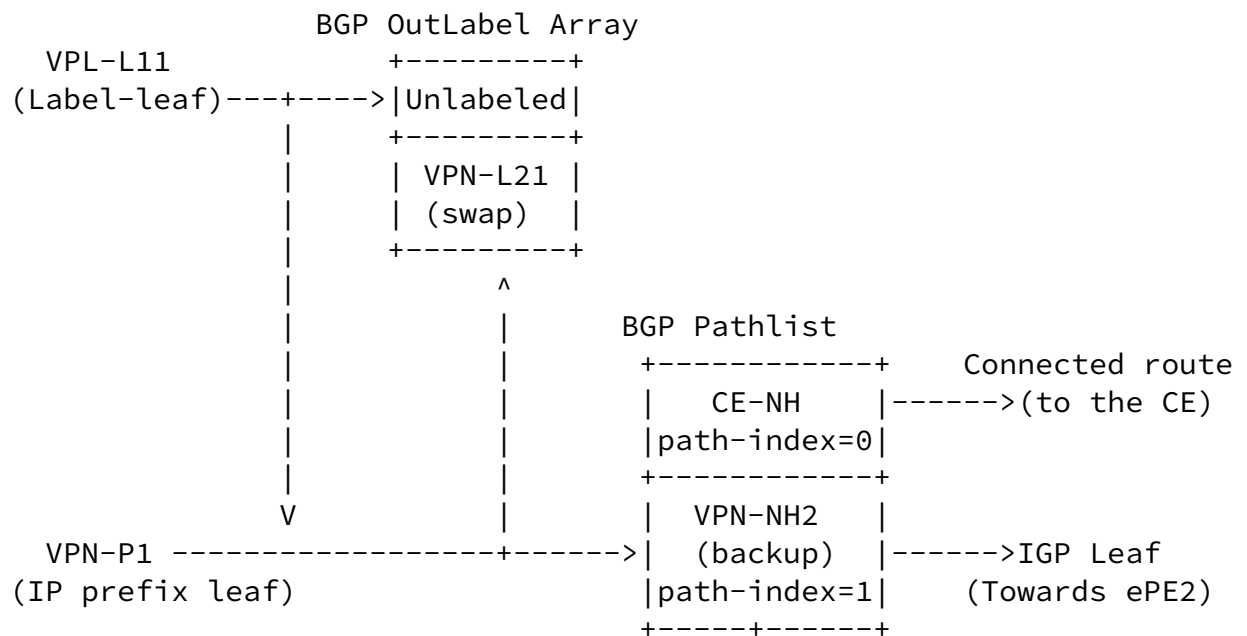 BGP OutLabel Array
VPL-L11
(Label-leaf)
Unlabeled
VPN-L21
(swap)
BGP Pathlist
Connected route
CE-NH
(to the CE)
path-index=0
VPN-NH2
VPN-P1
(backup)
IGP Leaf
(IP prefix leaf)
path-index=1
(Towards ePE2)